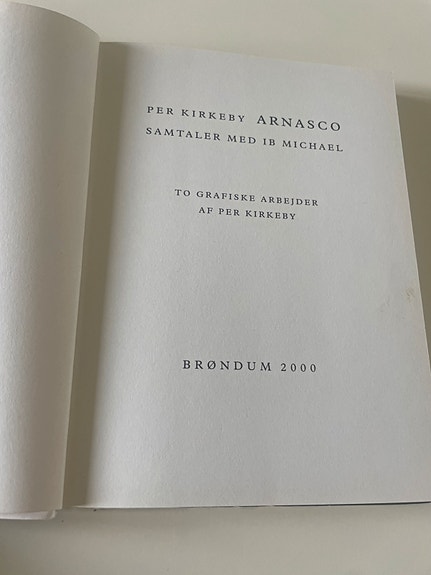 PER KIRKEBY ARNASCO
SAMTALER MED IB MICHAEL
TO GRAFISKE ARBEJDER
AF PER KIRKEBY
BRØNDUM 2000